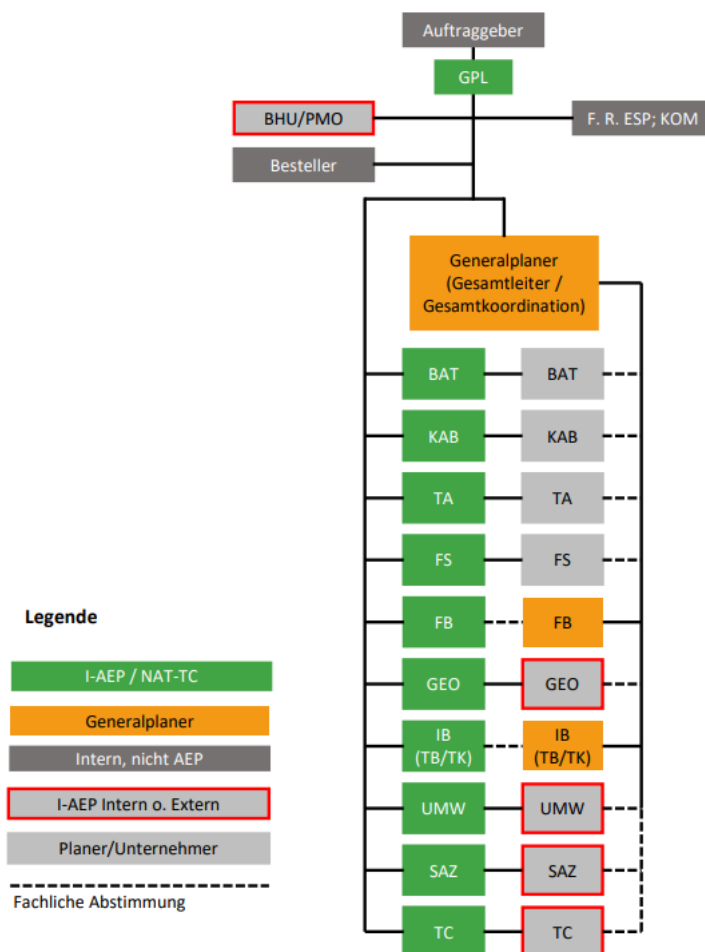 Auftraggeber
GPL
BHU/PMO
F. R. ESP; KOM
Besteller
Generalplaner
(Gesamtleiter /
Gesamtkoordination)
BAT
BAT
KAB
KAB
TA
TA
FS
FS
FB
FB
GEO
GEO
IB
(TB/TK)
IB
(TB/TK)
UMW
UMW
SAZ
SAZ
TC
TC
Legende
I-AEP / NAT-TC
Generalplaner
Intern, nicht AEP
I-AEP Intern o. Extern
Planer/Unternehmer
Fachliche Abstimmung